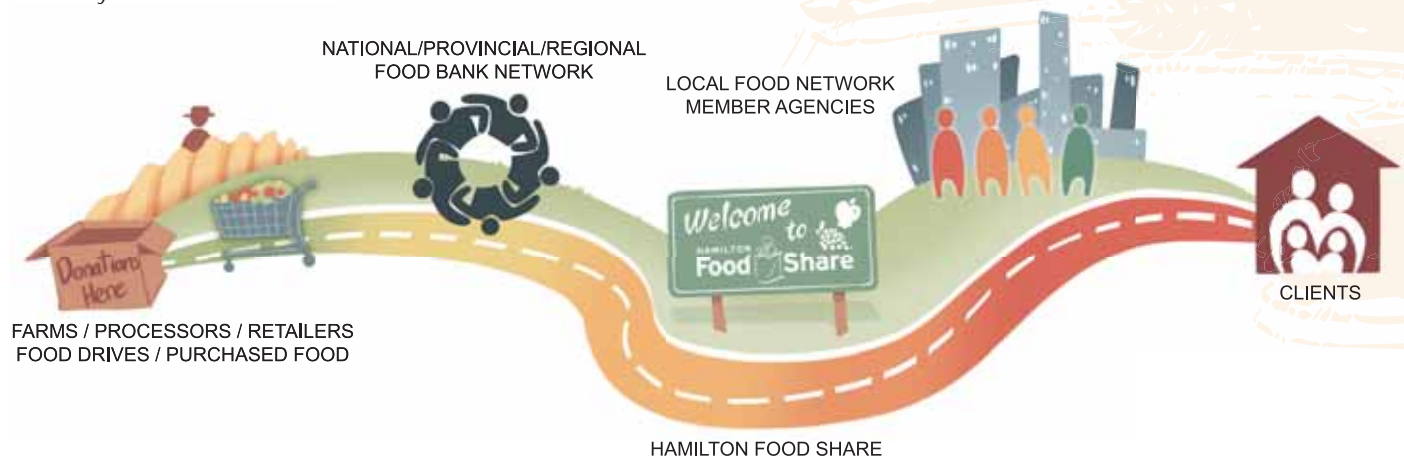 NATIONAL/PROVINCIAL/REGIONAL
FOOD BANK NETWORK
LOCAL FOOD NETWORK
MEMBER AGENCIES
Donations
Here
Welcome
to
HAMILTON
Food Share
CLIENTS
FARMS / PROCESSORS / RETAILERS
FOOD DRIVES / PURCHASED FOOD
HAMILTON FOOD SHARE